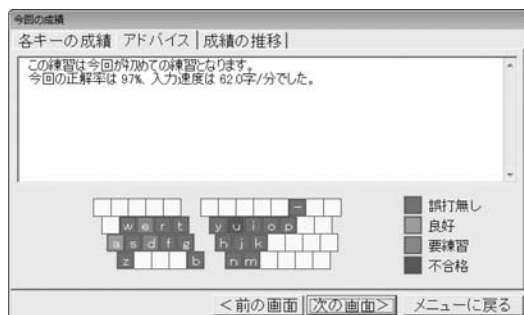 今回の成績
各キーの成績 アドバイス 成績の推移
この練習は今回が初めての練習となります。
今回の正解率は 97%、入力速度は 62.0字/分でした。
-
w e r t y u i o p
a s d f g h j k
z b n m
誤打無し
良好
要練習
不合格
<前の画面 次の画面> メニューに戻る